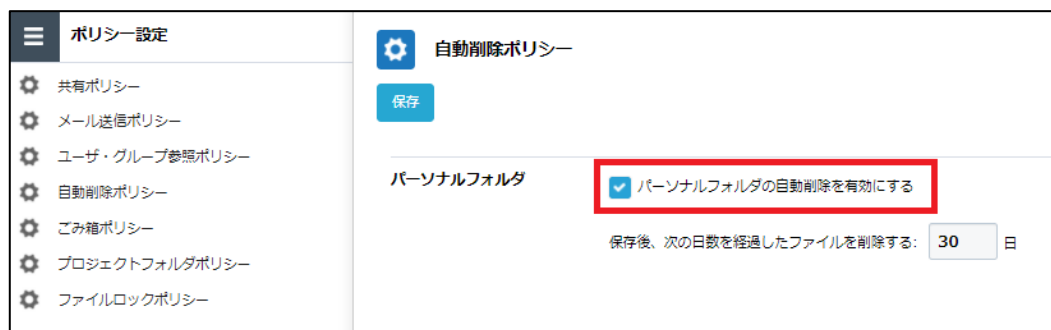 ポリシー設定
共有ポリシー
メール送信ポリシー
ユーザ・グループ参照ポリシー
自動削除ポリシー
ごみ箱ポリシー
プロジェクトフォルダポリシー
ファイルロックポリシー
自動削除ポリシー
保存
パーソナルフォルダ
パーソナルフォルダの自動削除を有効にする
保存後、次の日数を経過したファイルを削除する: 30 日